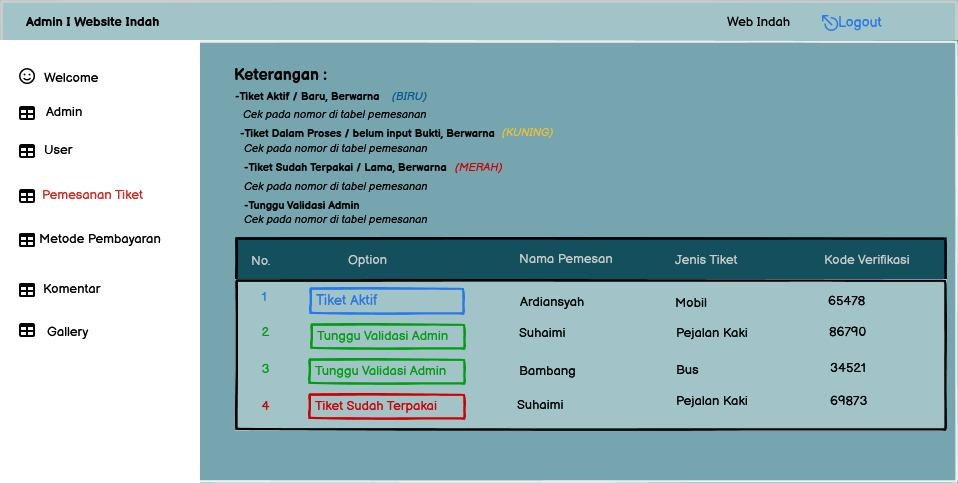 Admin I Website Indah
Web Indah
Logout
Welcome
Admin
User
Pemesanan Tiket
Metode Pembayaran
Komentar
Gallery
Keterangan :
-Tiket Aktif / Baru, Berwarna (BIRU)
Cek pada nomor di tabel pemesanan
-Tiket Dalam Proses / belum input Bukti, Berwarna (KUNING)
Cek pada nomor di tabel pemesanan
-Tiket Sudah Terpakai / Lama, Berwarna (MERAH)
Cek pada nomor di tabel pemesanan
-Tunggu Validasi Admin
Cek pada nomor di tabel pemesanan
No. Option Nama Pemesan Jenis Tiket Kode Verifikasi
1 Tiket Aktif Ardiansyah Mobil 65478
2 Tunggu Validasi Admin Suhaimi Pejalan Kaki 86790
3 Tunggu Validasi Admin Bambang Bus 34521
4 Tiket Sudah Terpakai Suhaimi Pejalan Kaki 69873